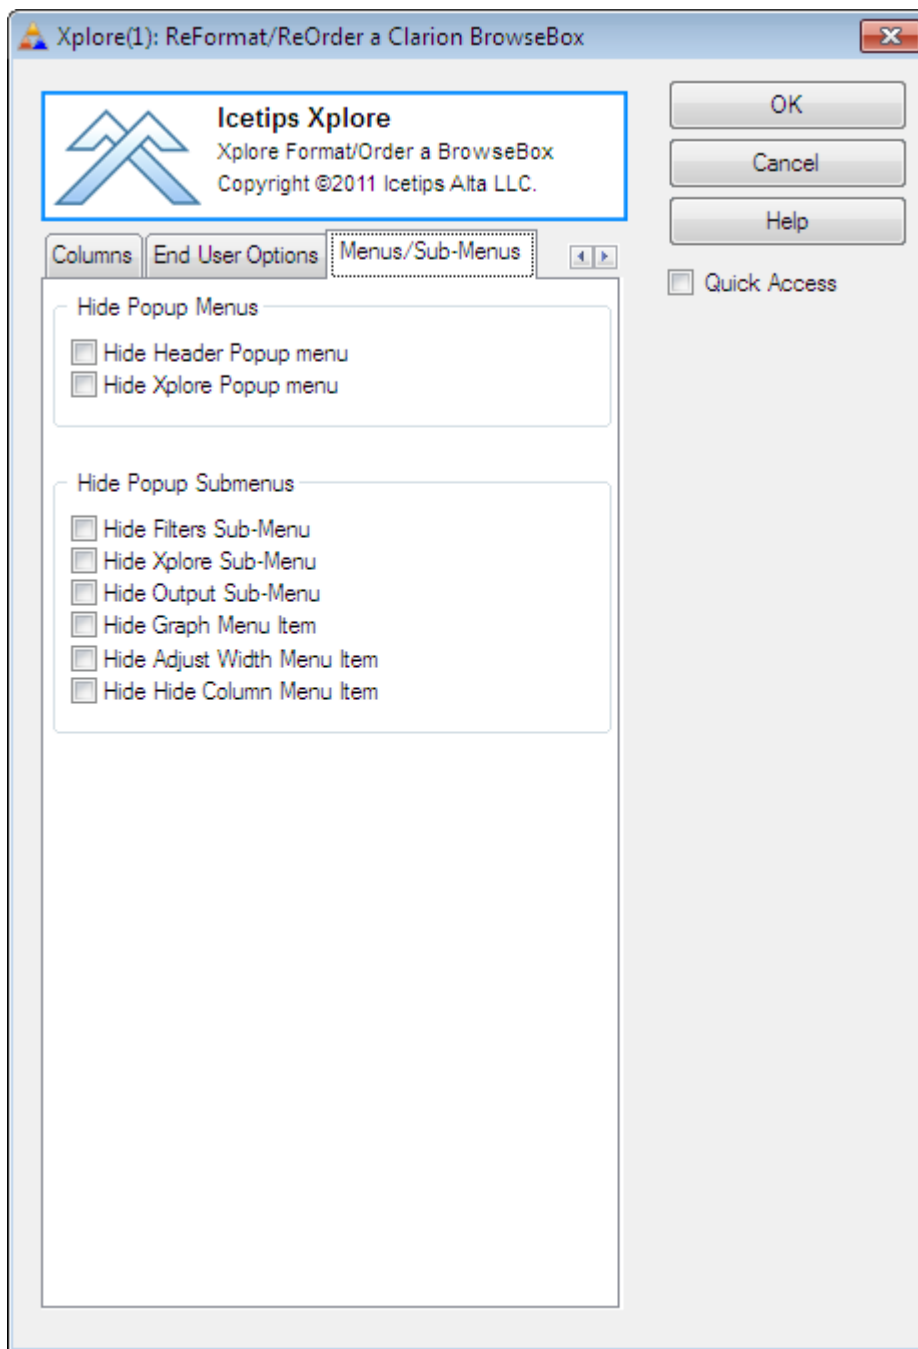 Xplore(1): ReFormat/ReOrder a Clarion BrowseBox
Icetips Xplore
Xplore Format/Order a BrowseBox
Copyright ©2011 Icetips Alta LLC.
OK
Cancel
Help
Quick Access
Columns End User Options Menus/Sub-Menus
Hide Popup Menus
Hide Header Popup menu
Hide Xplore Popup menu
Hide Popup Submenus
Hide Filters Sub-Menu
Hide Xplore Sub-Menu
Hide Output Sub-Menu
Hide Graph Menu Item
Hide Adjust Width Menu Item
Hide Hide Column Menu Item